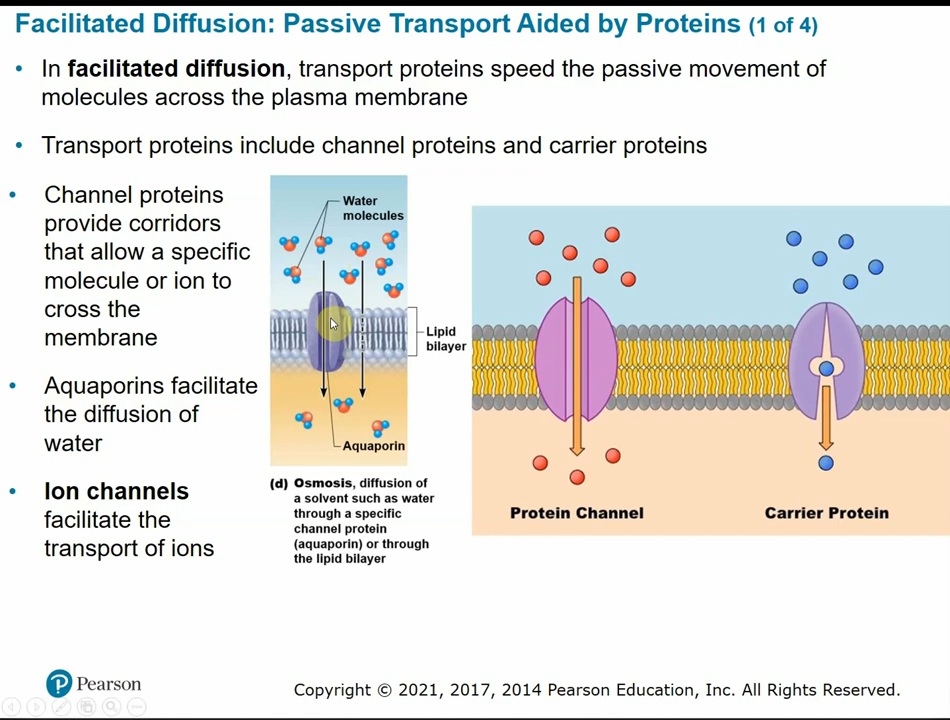 Facilitated Diffusion: Passive Transport Aided by Proteins (1 of 4)
• In facilitated diffusion, transport proteins speed the passive movement of
molecules across the plasma membrane
• Transport proteins include channel proteins and carrier proteins
• Channel proteins
provide corridors
that allow a specific
molecule or ion to
cross the
membrane
• Aquaporins facilitate
the diffusion of
water
• Ion channels
facilitate the
transport of ions
Water
molecules
Lipid
bilayer
Aquaporin
(d) Osmosis, diffusion of
a solvent such as water
through a specific
channel protein
(aquaporin) or through
the lipid bilayer
Protein Channel
Carrier Protein
Pearson
Copyright © 2021, 2017, 2014 Pearson Education, Inc. All Rights Reserved.